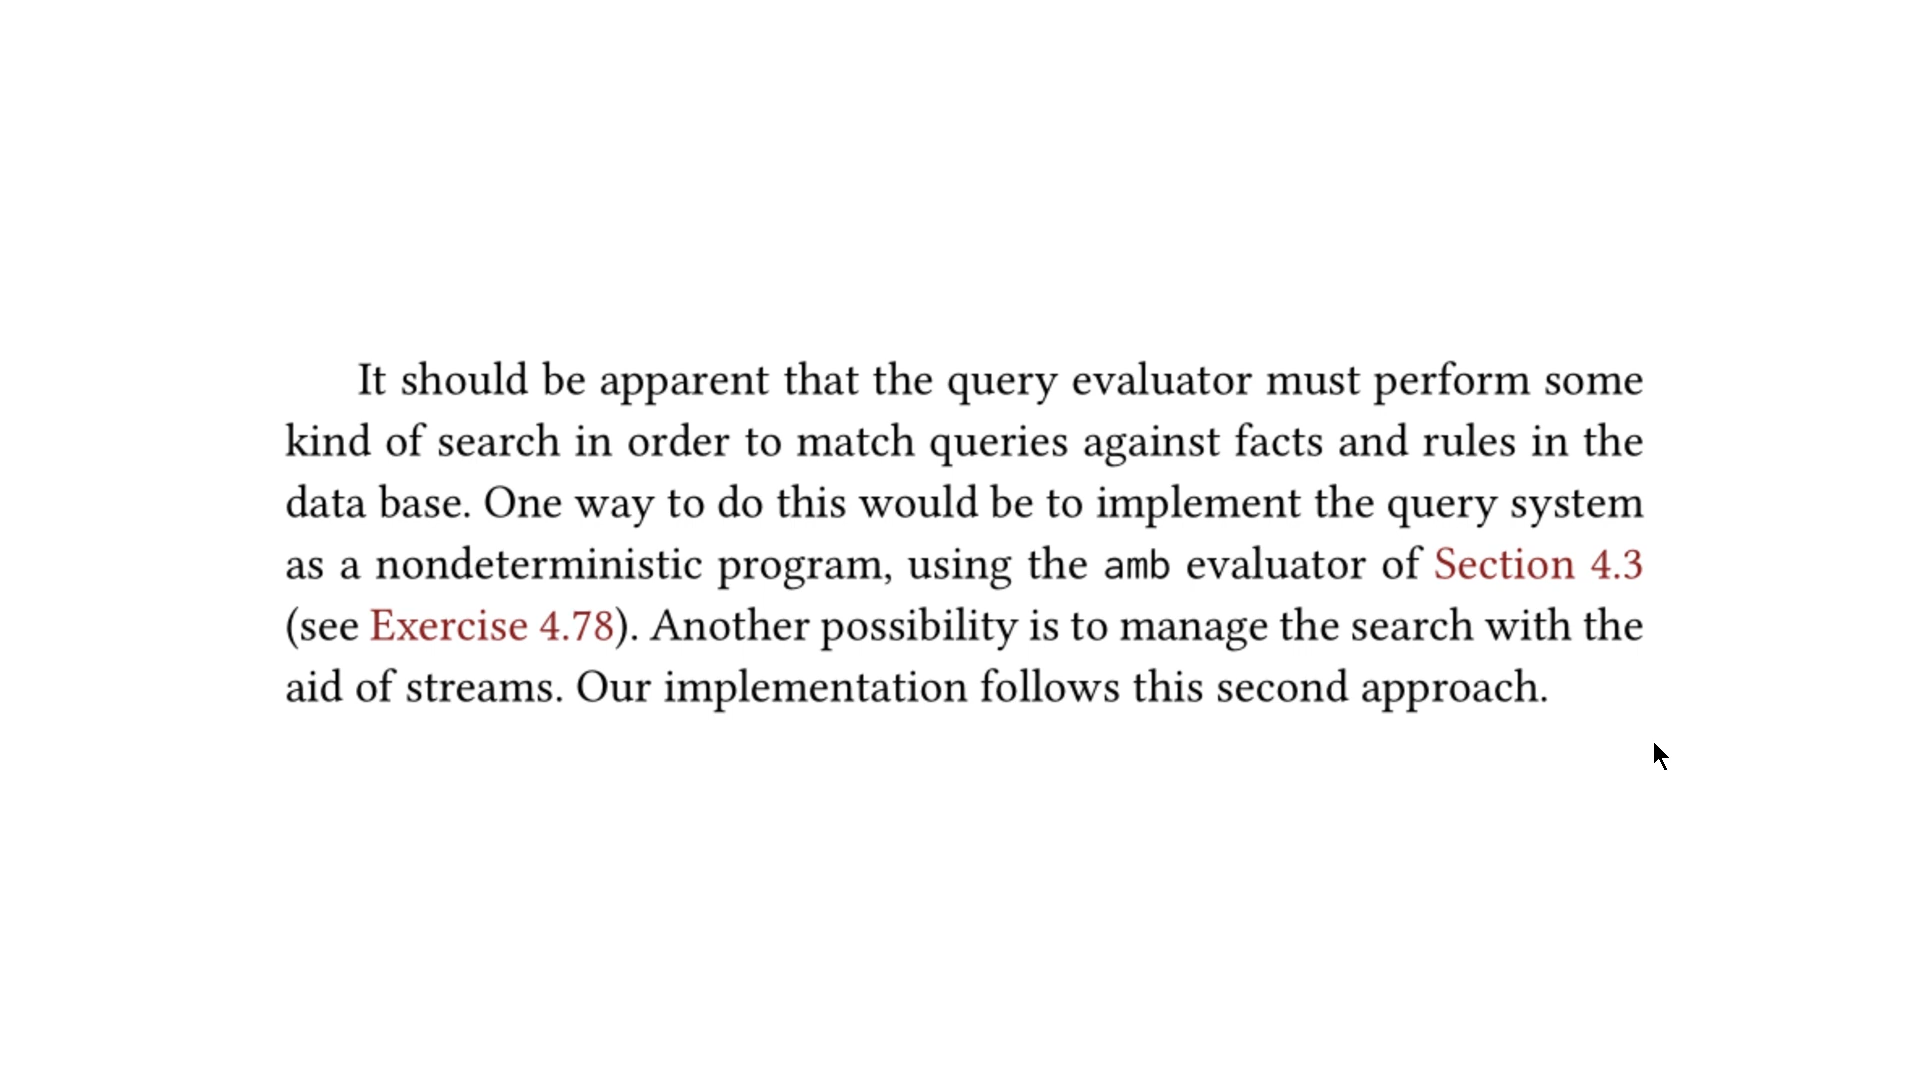 It should be apparent that the query evaluator must perform some
kind of search in order to match queries against facts and rules in the
data base. One way to do this would be to implement the query system
as a nondeterministic program, using the amb evaluator of Section 4.3
(see Exercise 4.78). Another possibility is to manage the search with the
aid of streams. Our implementation follows this second approach.